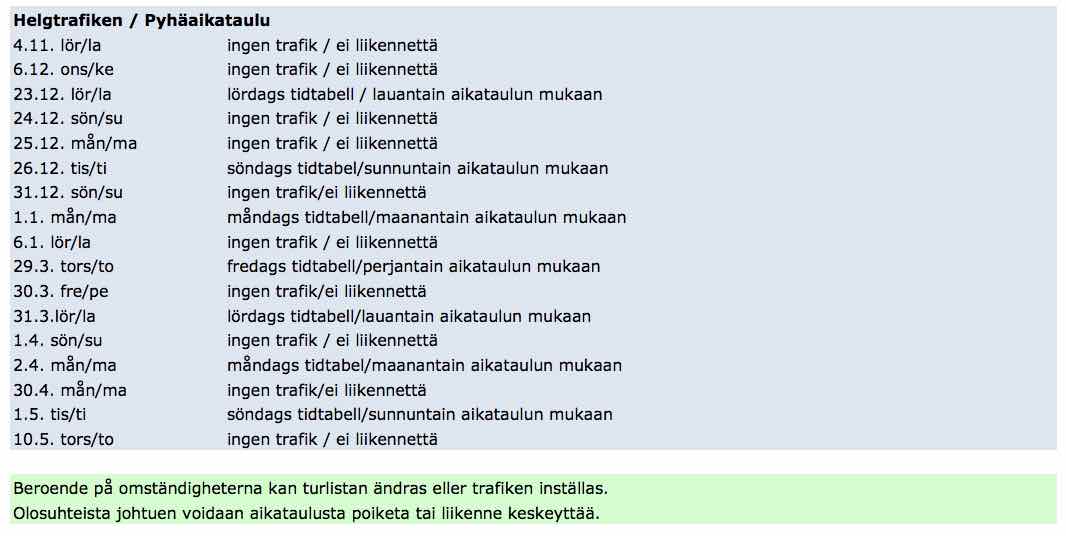 Helgtrafiken / Pyhäaikataulu
4.11. lör/la ingen trafik / ei liikennettä
6.12. ons/ke ingen trafik / ei liikennettä
23.12. lör/la lördags tidtabell / lauantain aikataulun mukaan
24.12. sön/su ingen trafik / ei liikennettä
25.12. mån/ma ingen trafik / ei liikennettä
26.12. tis/ti söndags tidtabel/sunnuntain aikataulun mukaan
31.12. sön/su ingen trafik/ei liikennettä
1.1. mån/ma måndags tidtabell/maanantain aikataulun mukaan
6.1. lör/la ingen trafik / ei liikennettä
29.3. tors/to fredags tidtabell/perjantain aikataulun mukaan
30.3. fre/pe ingen trafik/ei liikennettä
31.3.lör/la lördags tidtabell/lauantain aikataulun mukaan
1.4. sön/su ingen trafik / ei liikennettä
2.4. mån/ma måndags tidtabel/maanantain aikataulun mukaan
30.4. mån/ma ingen trafik/ei liikennettä
1.5. tis/ti söndags tidtabell/sunnuntain aikataulun mukaan
10.5. tors/to ingen trafik / ei liikennettä
Beroende på omständigheterna kan turlistan ändras eller trafiken inställas.
Olosuhteista johtuen voidaan aikataulusta poiketa tai liikenne keskeyttää.